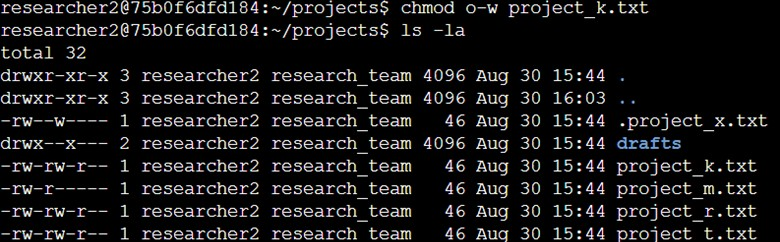 researcher2@75b0f6dfd184:~/projects$ chmod o-w project_k.txt
researcher2@75b0f6dfd184:~/projects$ ls -la
total 32
drwxr-xr-x 3 researcher2 research_team 4096 Aug 30 15:44 .
drwxr-xr-x 3 researcher2 research_team 4096 Aug 30 16:03 ..
-rw--w---- 1 researcher2 research_team   46 Aug 30 15:44 .project_x.txt
drwx--x--- 2 researcher2 research_team 4096 Aug 30 15:44 drafts
-rw-rw-r-- 1 researcher2 research_team   46 Aug 30 15:44 project_k.txt
-rw-r----- 1 researcher2 research_team   46 Aug 30 15:44 project_m.txt
-rw-rw-r-- 1 researcher2 research_team   46 Aug 30 15:44 project_r.txt
-rw-rw-r-- 1 researcher2 research_team   46 Aug 30 15:44 project_t.txt